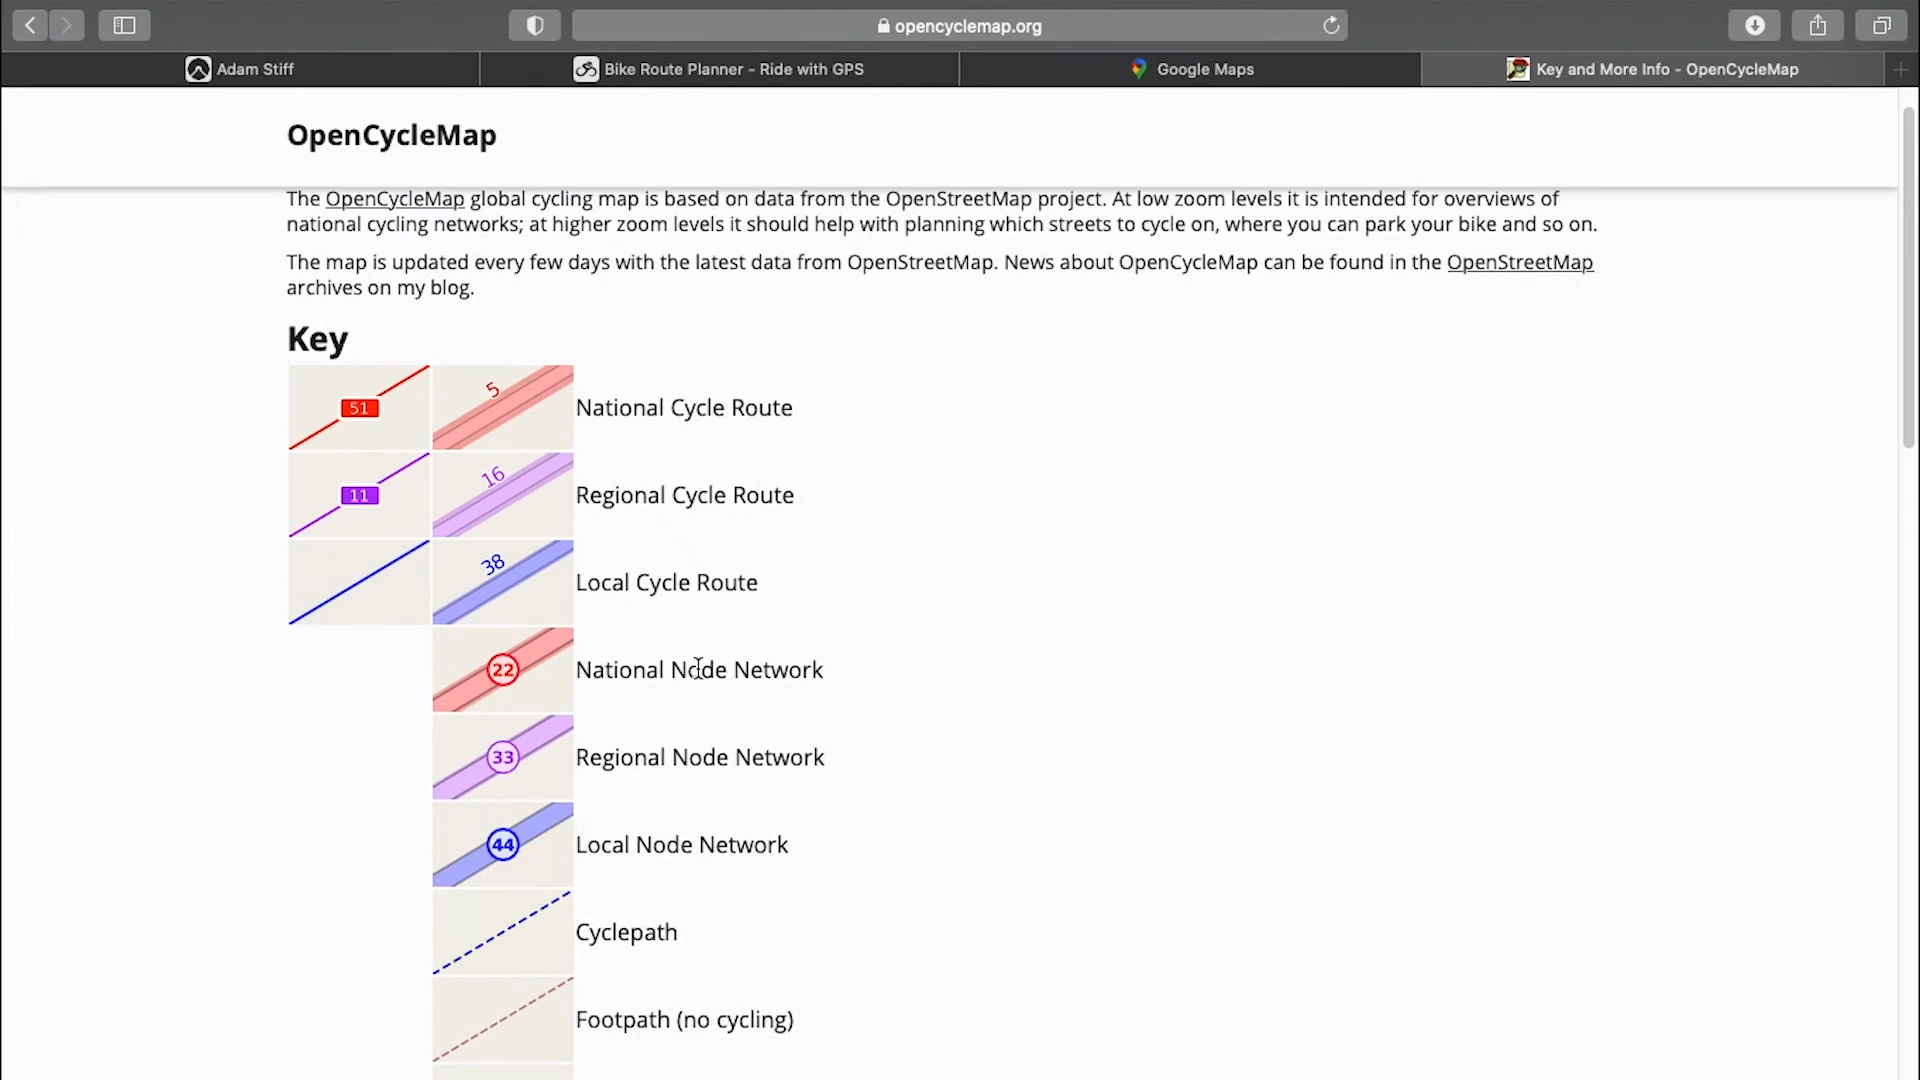 opencyclemap.org
Adam Stiff
Bike Route Planner - Ride with GPS
Google Maps
Key and More Info - OpenCycleMap
OpenCycleMap
The OpenCycleMap global cycling map is based on data from the OpenStreetMap project. At low zoom levels it is intended for overviews of
national cycling networks; at higher zoom levels it should help with planning which streets to cycle on, where you can park your bike and so on.
The map is updated every few days with the latest data from OpenStreetMap. News about OpenCycleMap can be found in the OpenStreetMap
archives on my blog.
Key
51 5 National Cycle Route
11 16 Regional Cycle Route
38 Local Cycle Route
22 National Node Network
33 Regional Node Network
44 Local Node Network
Cyclepath
Footpath (no cycling)